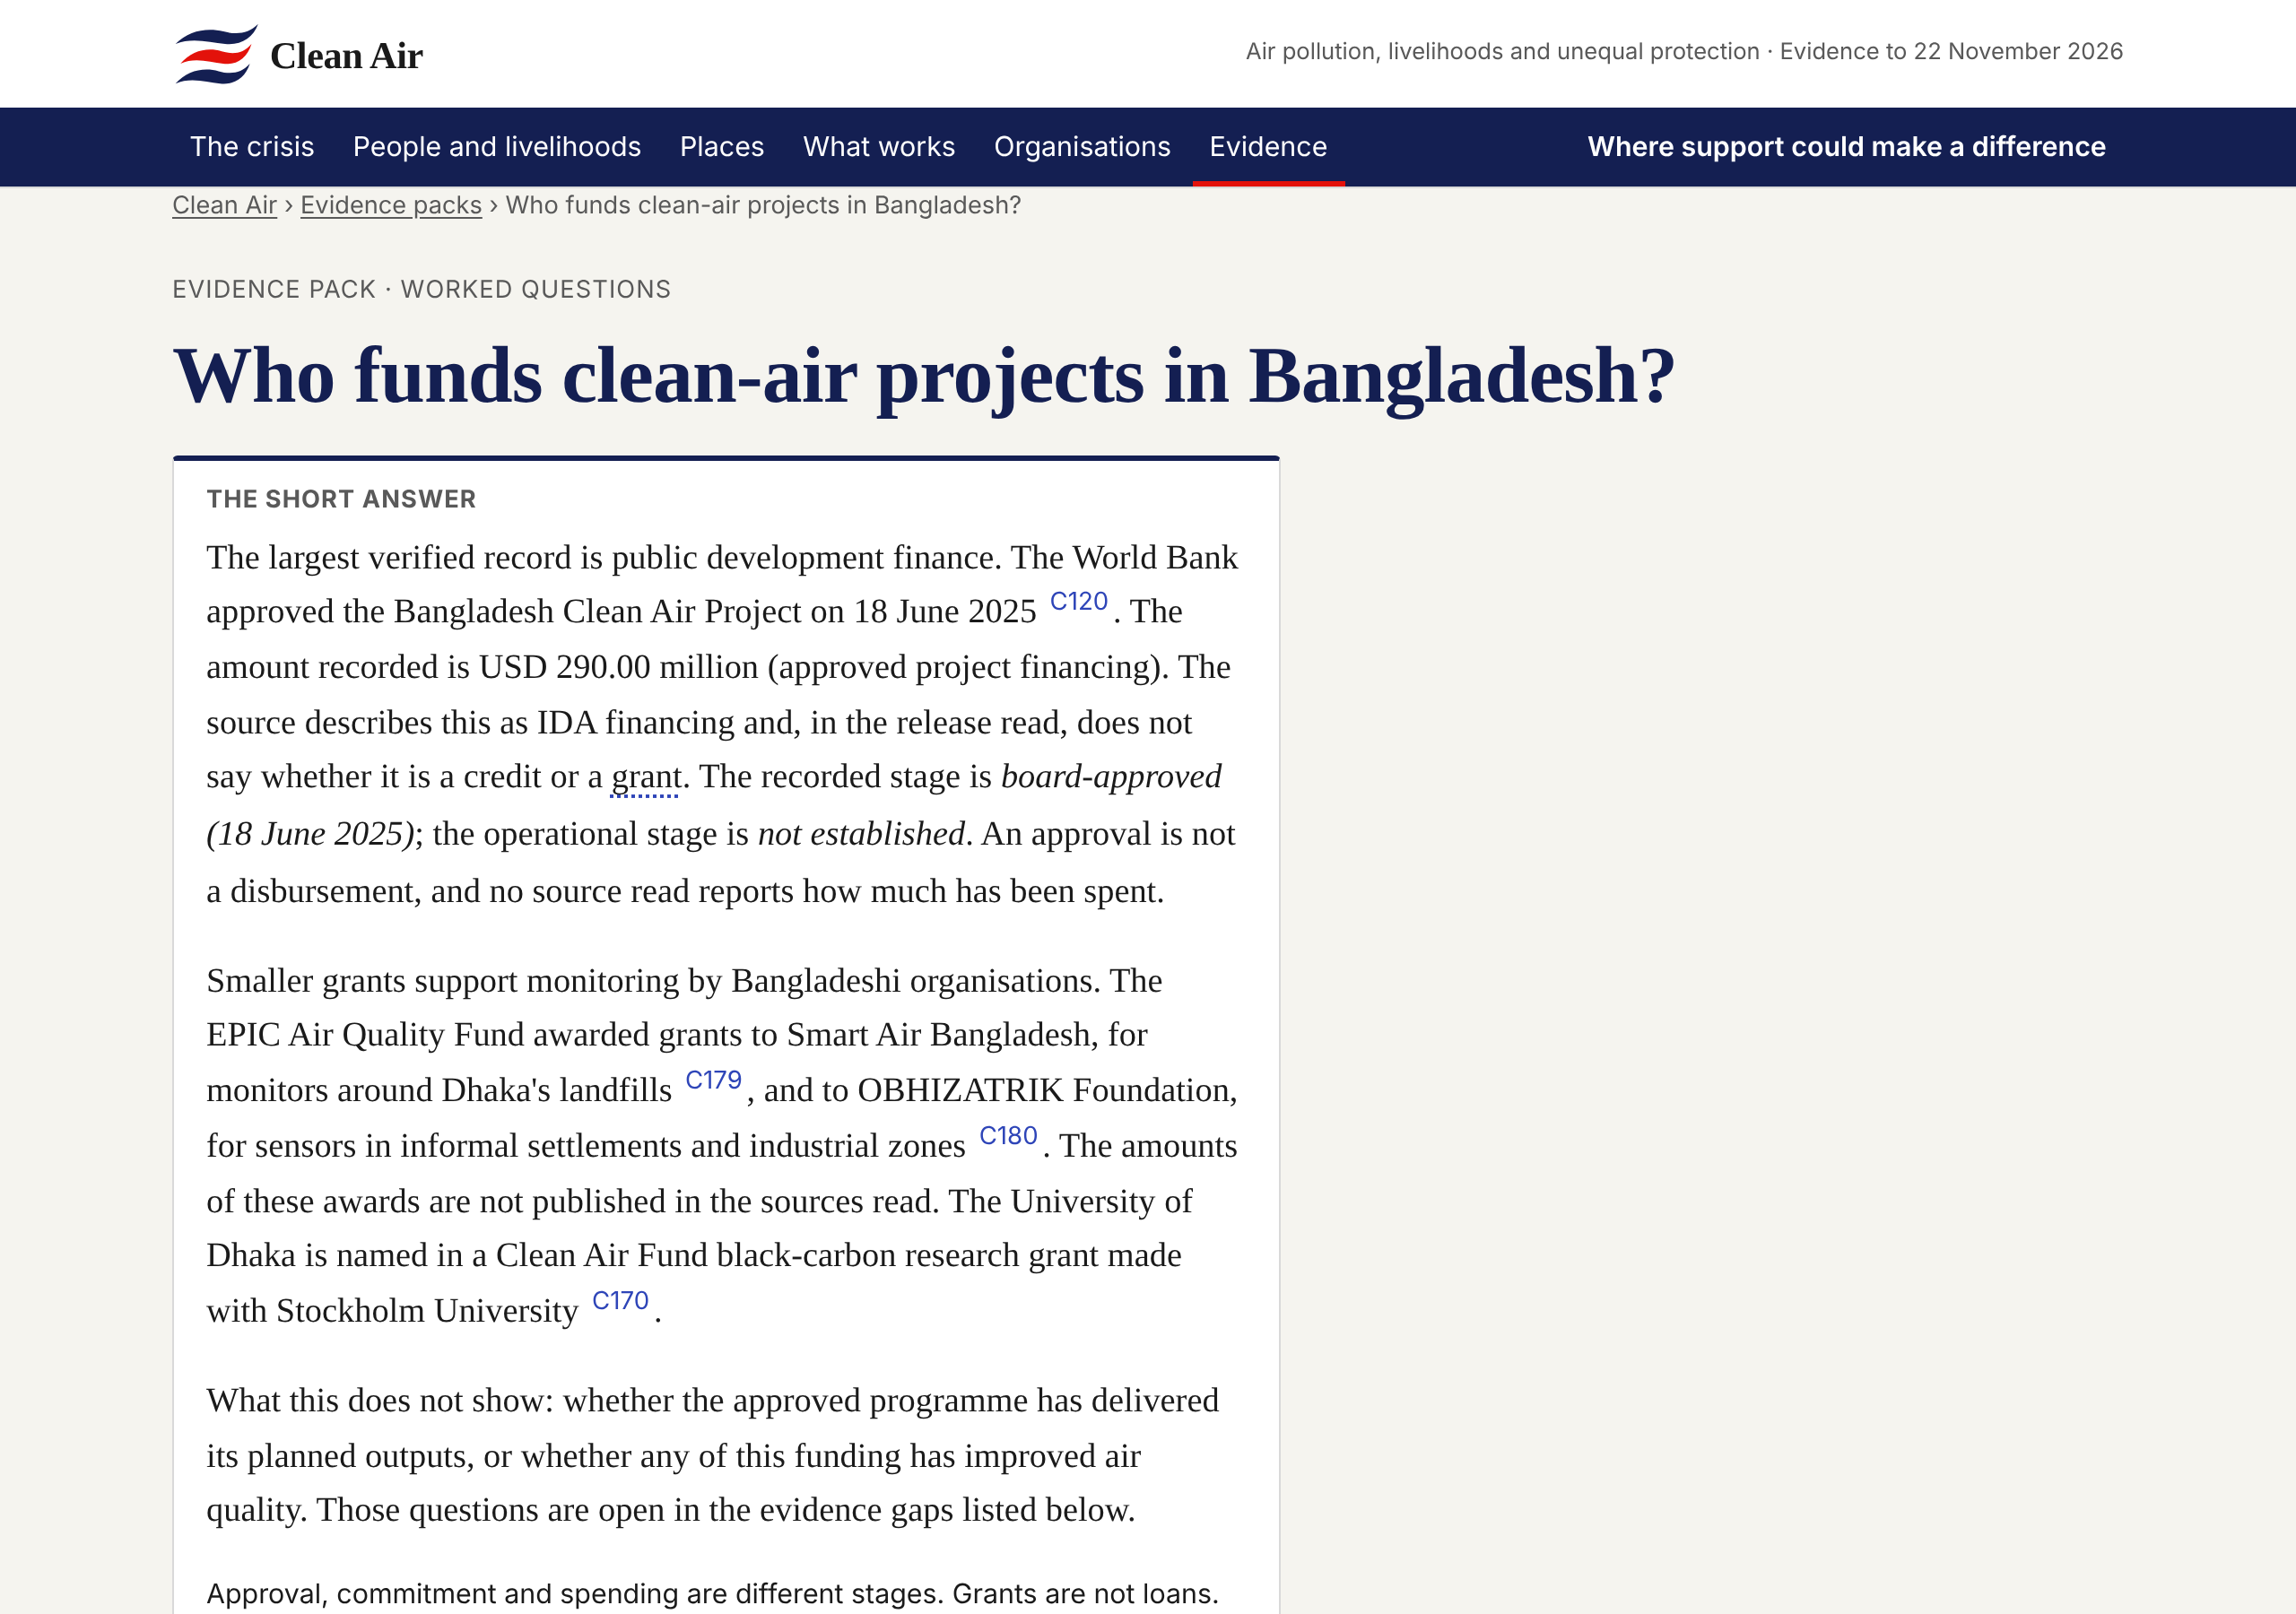 Clean Air
Air pollution, livelihoods and unequal protection · Evidence to 22 November 2026
The crisis People and livelihoods Places What works Organisations Evidence Where support could make a difference
Clean Air › Evidence packs › Who funds clean-air projects in Bangladesh?
EVIDENCE PACK · WORKED QUESTIONS
Who funds clean-air projects in Bangladesh?
THE SHORT ANSWER
The largest verified record is public development finance. The World Bank
approved the Bangladesh Clean Air Project on 18 June 2025 C120. The
amount recorded is USD 290.00 million (approved project financing). The
source describes this as IDA financing and, in the release read, does not
say whether it is a credit or a grant. The recorded stage is board-approved
(18 June 2025); the operational stage is not established. An approval is not
a disbursement, and no source read reports how much has been spent.
Smaller grants support monitoring by Bangladeshi organisations. The
EPIC Air Quality Fund awarded grants to Smart Air Bangladesh, for
monitors around Dhaka's landfills C179, and to OBHIZATRIK Foundation,
for sensors in informal settlements and industrial zones C180. The amounts
of these awards are not published in the sources read. The University of
Dhaka is named in a Clean Air Fund black-carbon research grant made
with Stockholm University C170.
What this does not show: whether the approved programme has delivered
its planned outputs, or whether any of this funding has improved air
quality. Those questions are open in the evidence gaps listed below.
Approval, commitment and spending are different stages. Grants are not loans.